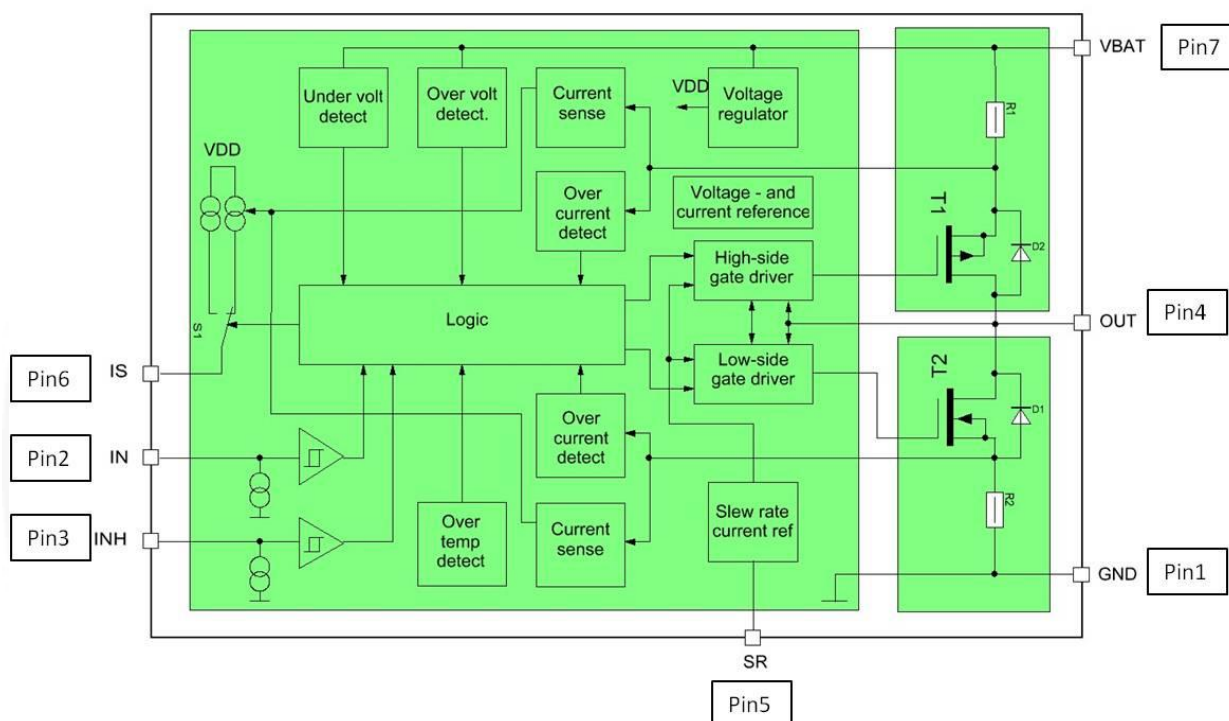 VBAT
Pin7
Under volt
detect
Over volt
detect.
Current
sense
VDD
Voltage
regulator
R1
VDD
Over
current
detect
Voltage - and
current reference
T1
D2
High-side
gate driver
Logic
S1
OUT
Pin4
Low-side
gate driver
T2
D1
Pin6
IS
Pin2
IN
Over
current
detect
R2
Pin3
INH
Over
temp
detect
Current
sense
Slew rate
current ref
GND
Pin1
SR
Pin5